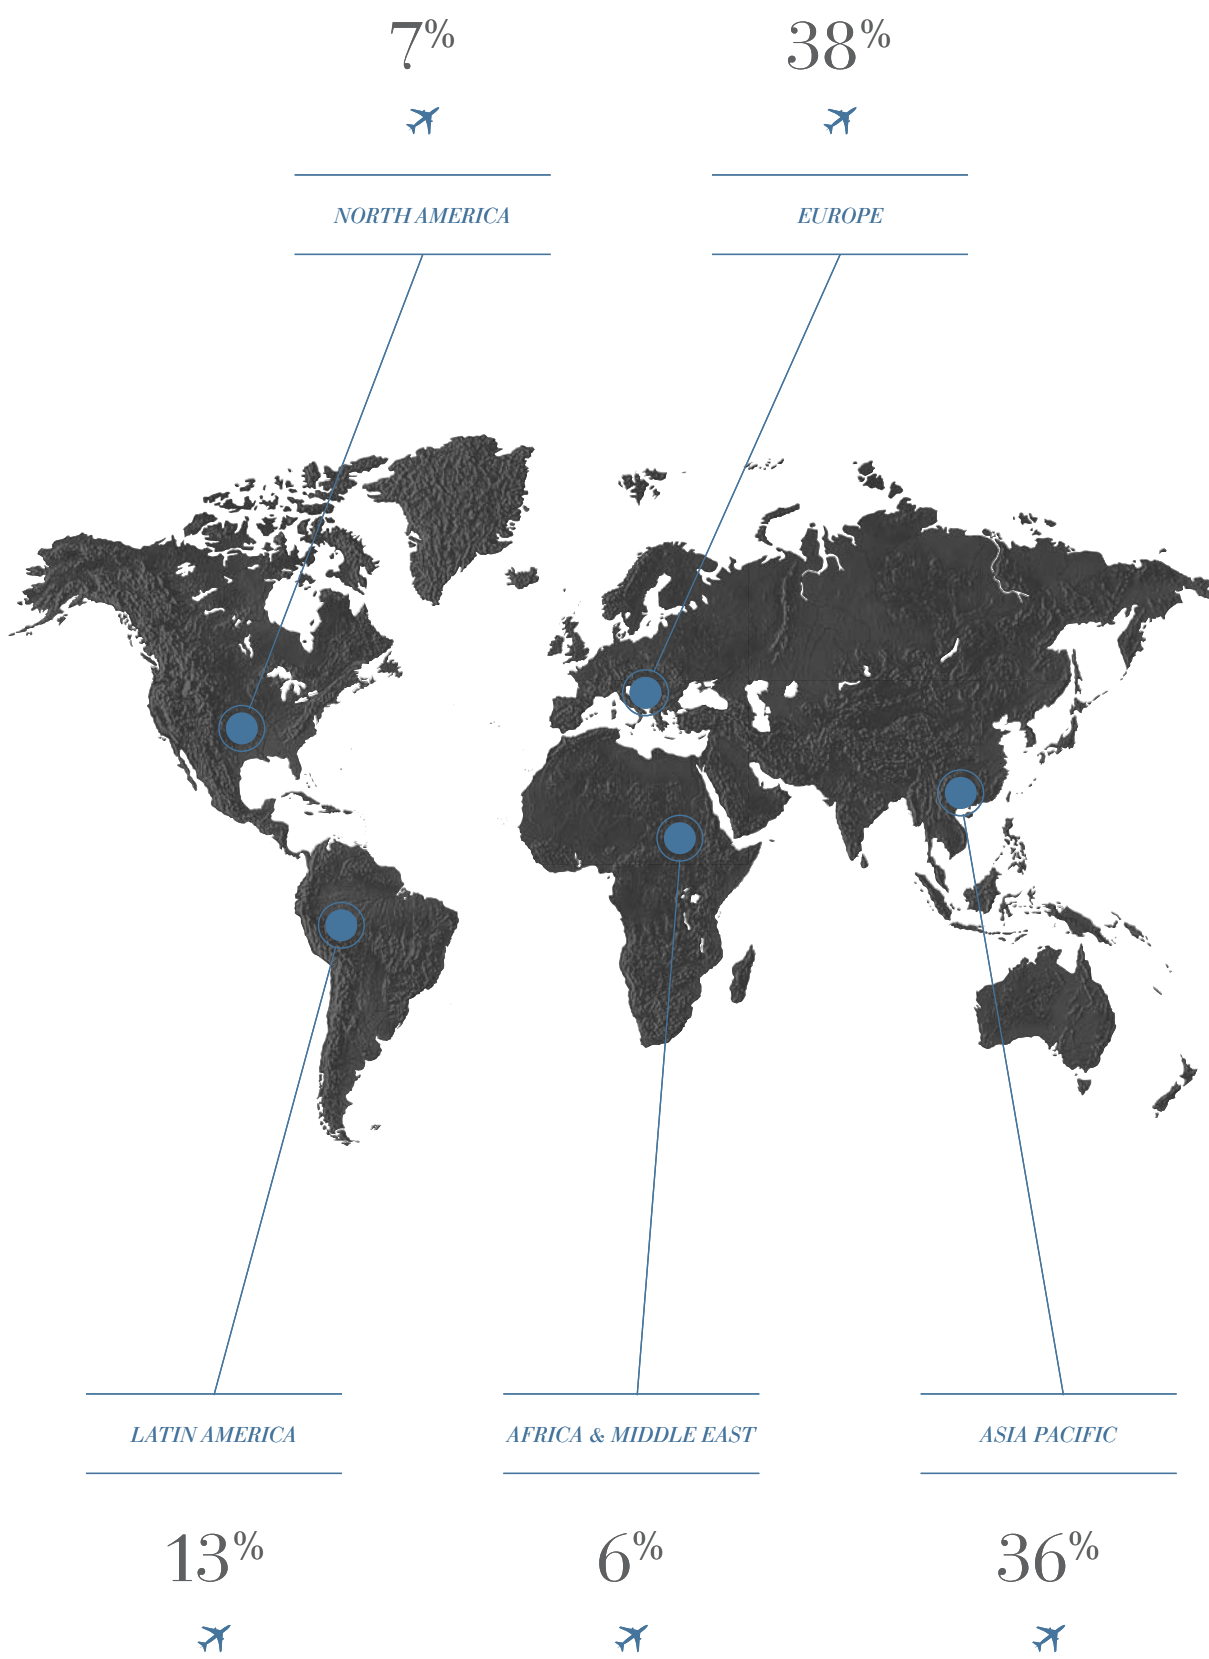 7%
38%
NORTH AMERICA
EUROPE
LATIN AMERICA
AFRICA & MIDDLE EAST
ASIA PACIFIC
13%
6%
36%